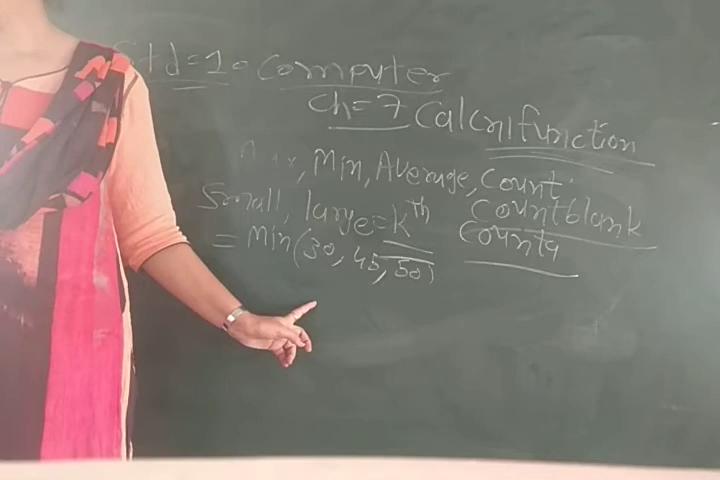 Std=10 Computer
Ch=7 Calc function
Max, Min, Average, Count
Small, large=kth Countblank
=Min(30, 45, 50) Counta